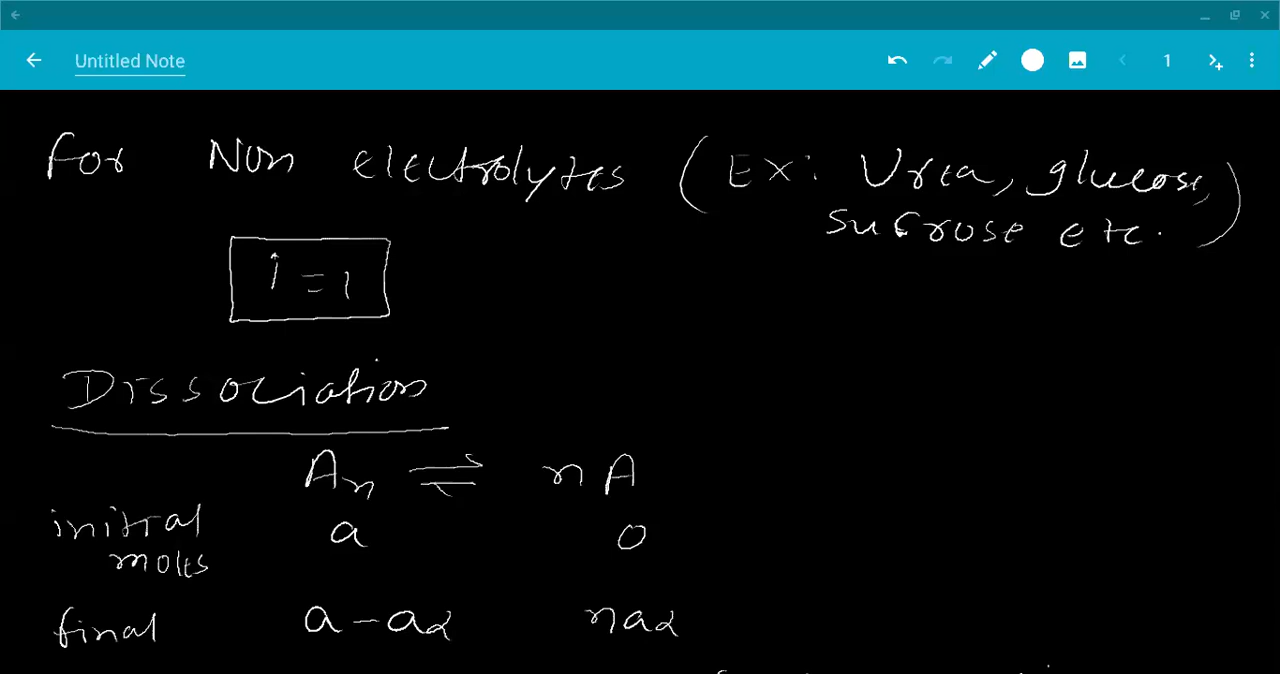 Untitled Note
1
For Non electrolytes (Ex: Urea, glucose,
sucrose etc.)
i = 1
Dissociation
Aₙ ⇌ nA
initial a 0
moles
final a - aα naα